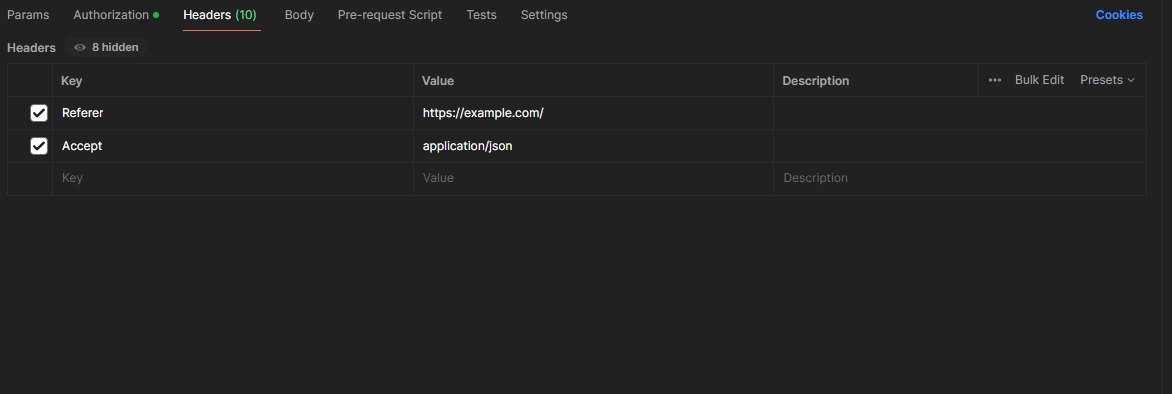 Params Authorization Headers (10) Body Pre-request Script Tests Settings Cookies
Headers 8 hidden
Key Value Description ••• Bulk Edit Presets
Referer https://example.com/
Accept application/json
Key Value Description